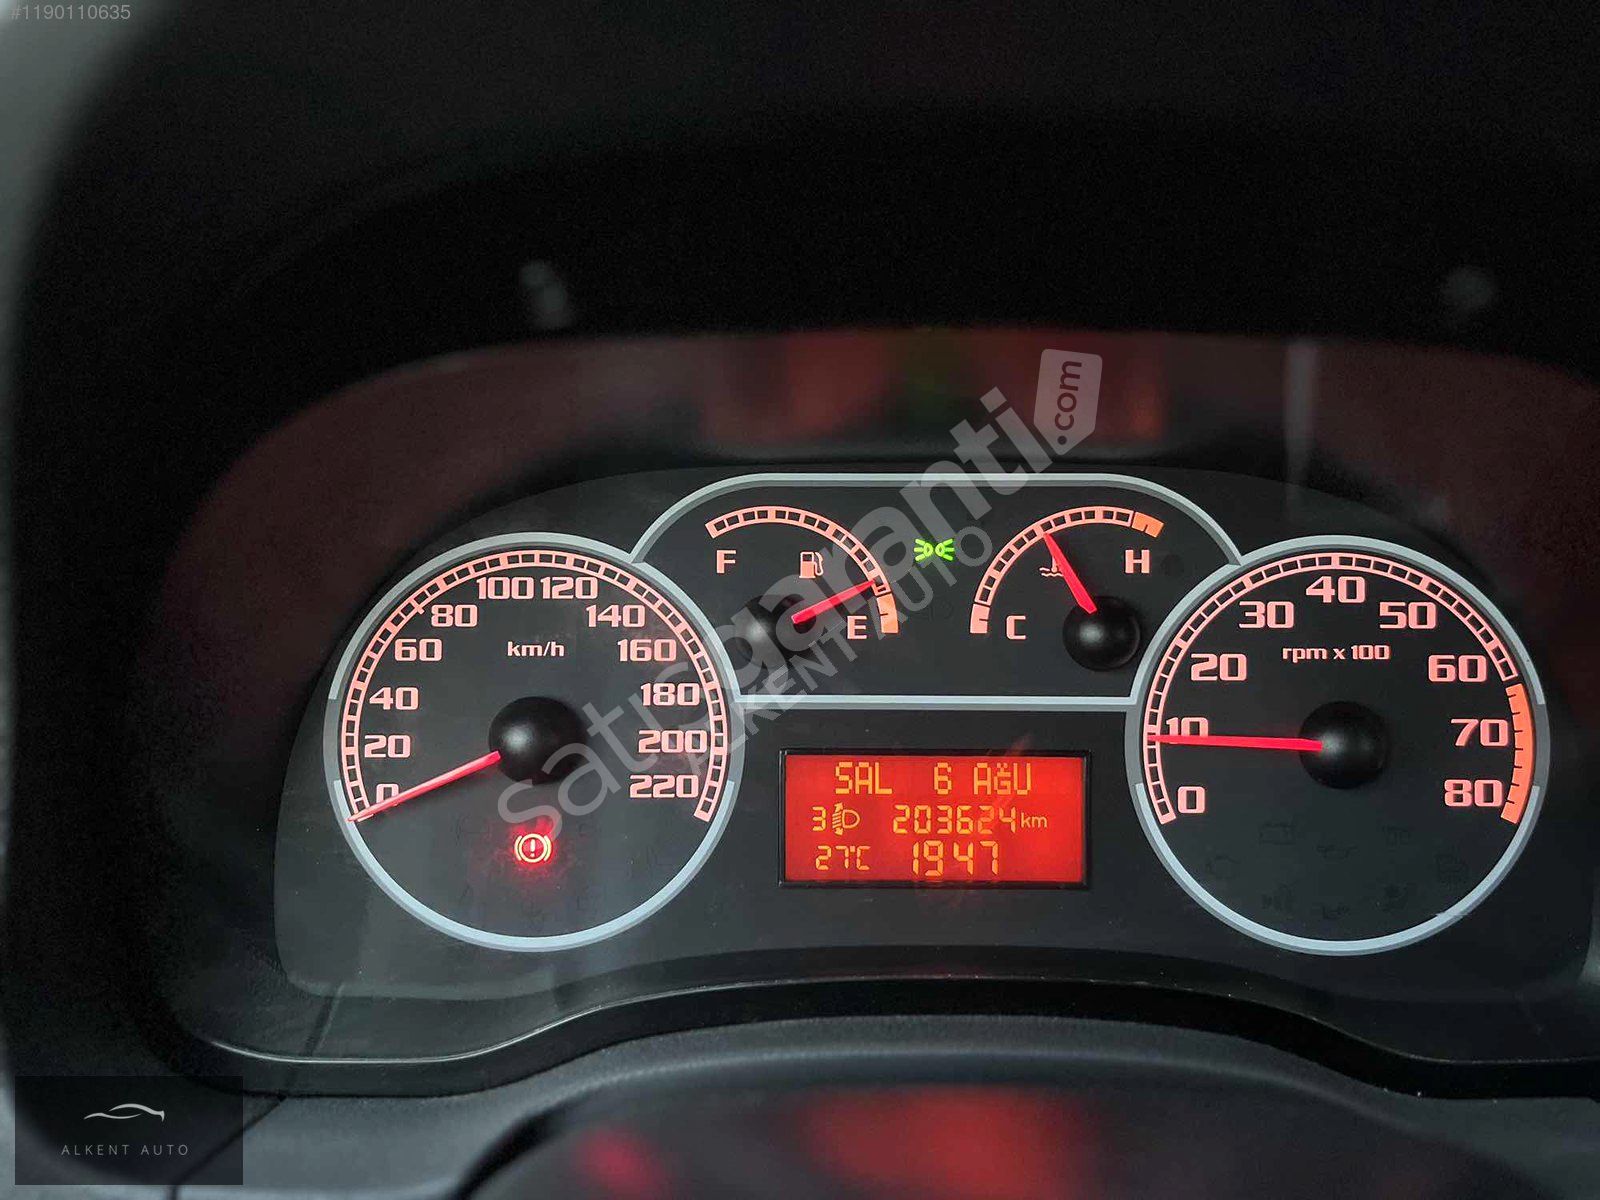 #1190110635
satışgaranti.com
ALKENT AUTO
F
E
C
H
0
20
40
60
80
100
120
140
160
180
200
220
km/h
0
10
20
30
40
50
60
70
80
rpm x 100
SAL 6 AĞU
3 203624 km
27°C 1947
ALKENT AUTO